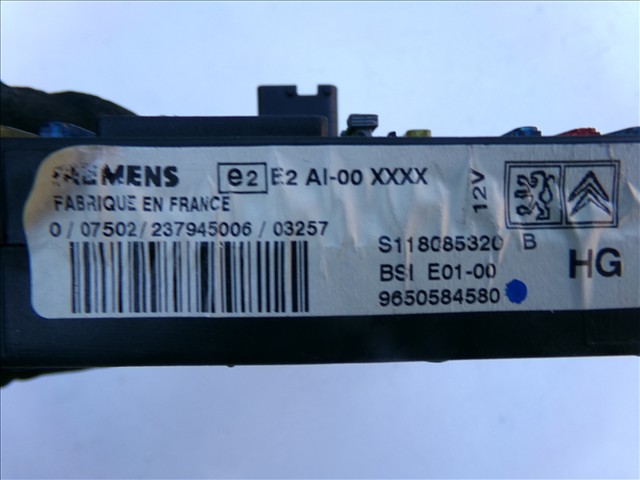 SIEMENS
e2 E2 AI-00 XXXX
FABRIQUE EN FRANCE
0/07502/237945006/03257
12V
S118085320 B
BSI E01-00
9650584580
HG